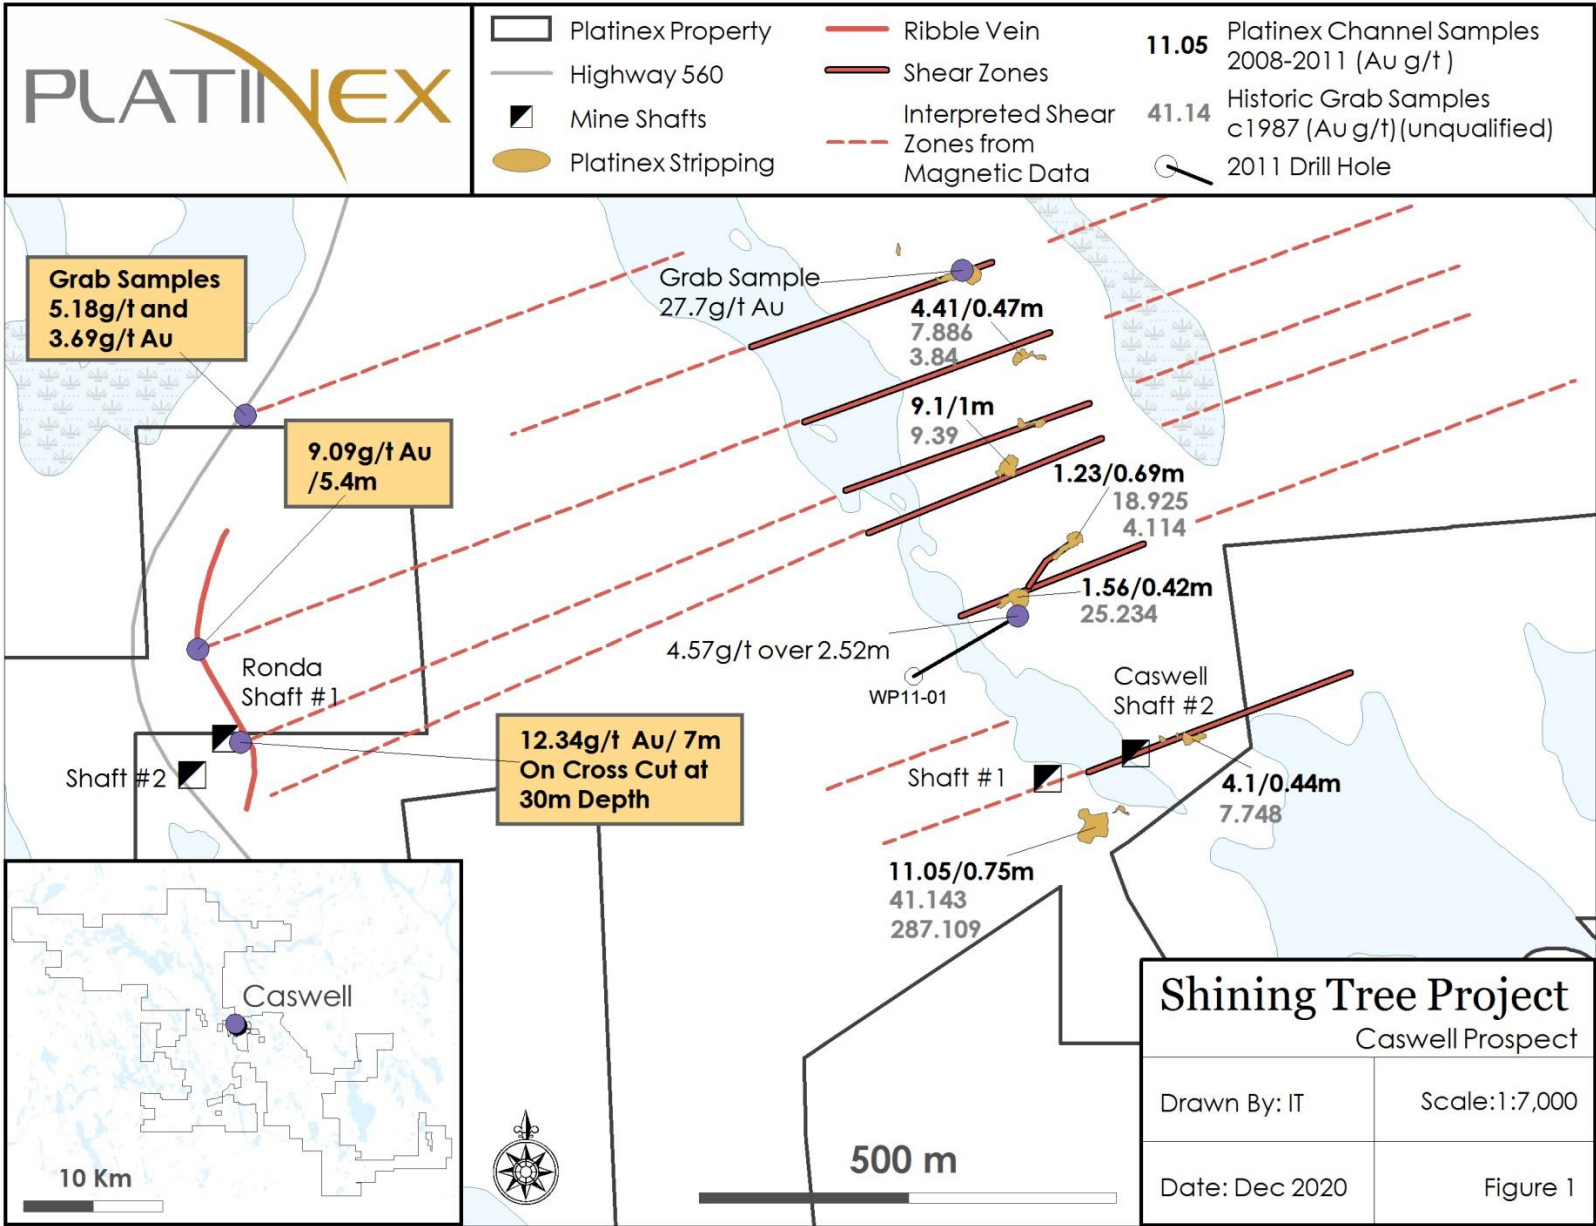 PLATINEX
Platinex Property
Highway 560
Mine Shafts
Platinex Stripping
Ribble Vein
Shear Zones
Interpreted Shear
Zones from
Magnetic Data
11.05
Platinex Channel Samples
2008-2011 (Au g/t )
41.14
Historic Grab Samples
c1987 (Au g/t)(unqualified)
2011 Drill Hole
Grab Samples
5.18g/t and
3.69g/t Au
Grab Sample
27.7g/t Au
4.41/0.47m
7.886
3.84
9.1/1m
9.39
9.09g/t Au
/5.4m
1.23/0.69m
18.925
4.114
1.56/0.42m
25.234
4.57g/t over 2.52m
WP11-01
Ronda
Shaft #1
Shaft #2
12.34g/t Au/ 7m
On Cross Cut at
30m Depth
Caswell
Shaft #2
Shaft #1
4.1/0.44m
7.748
11.05/0.75m
41.143
287.109
Caswell
10 Km
500 m
Shining Tree Project
Caswell Prospect
Drawn By: IT
Scale:1:7,000
Date: Dec 2020
Figure 1